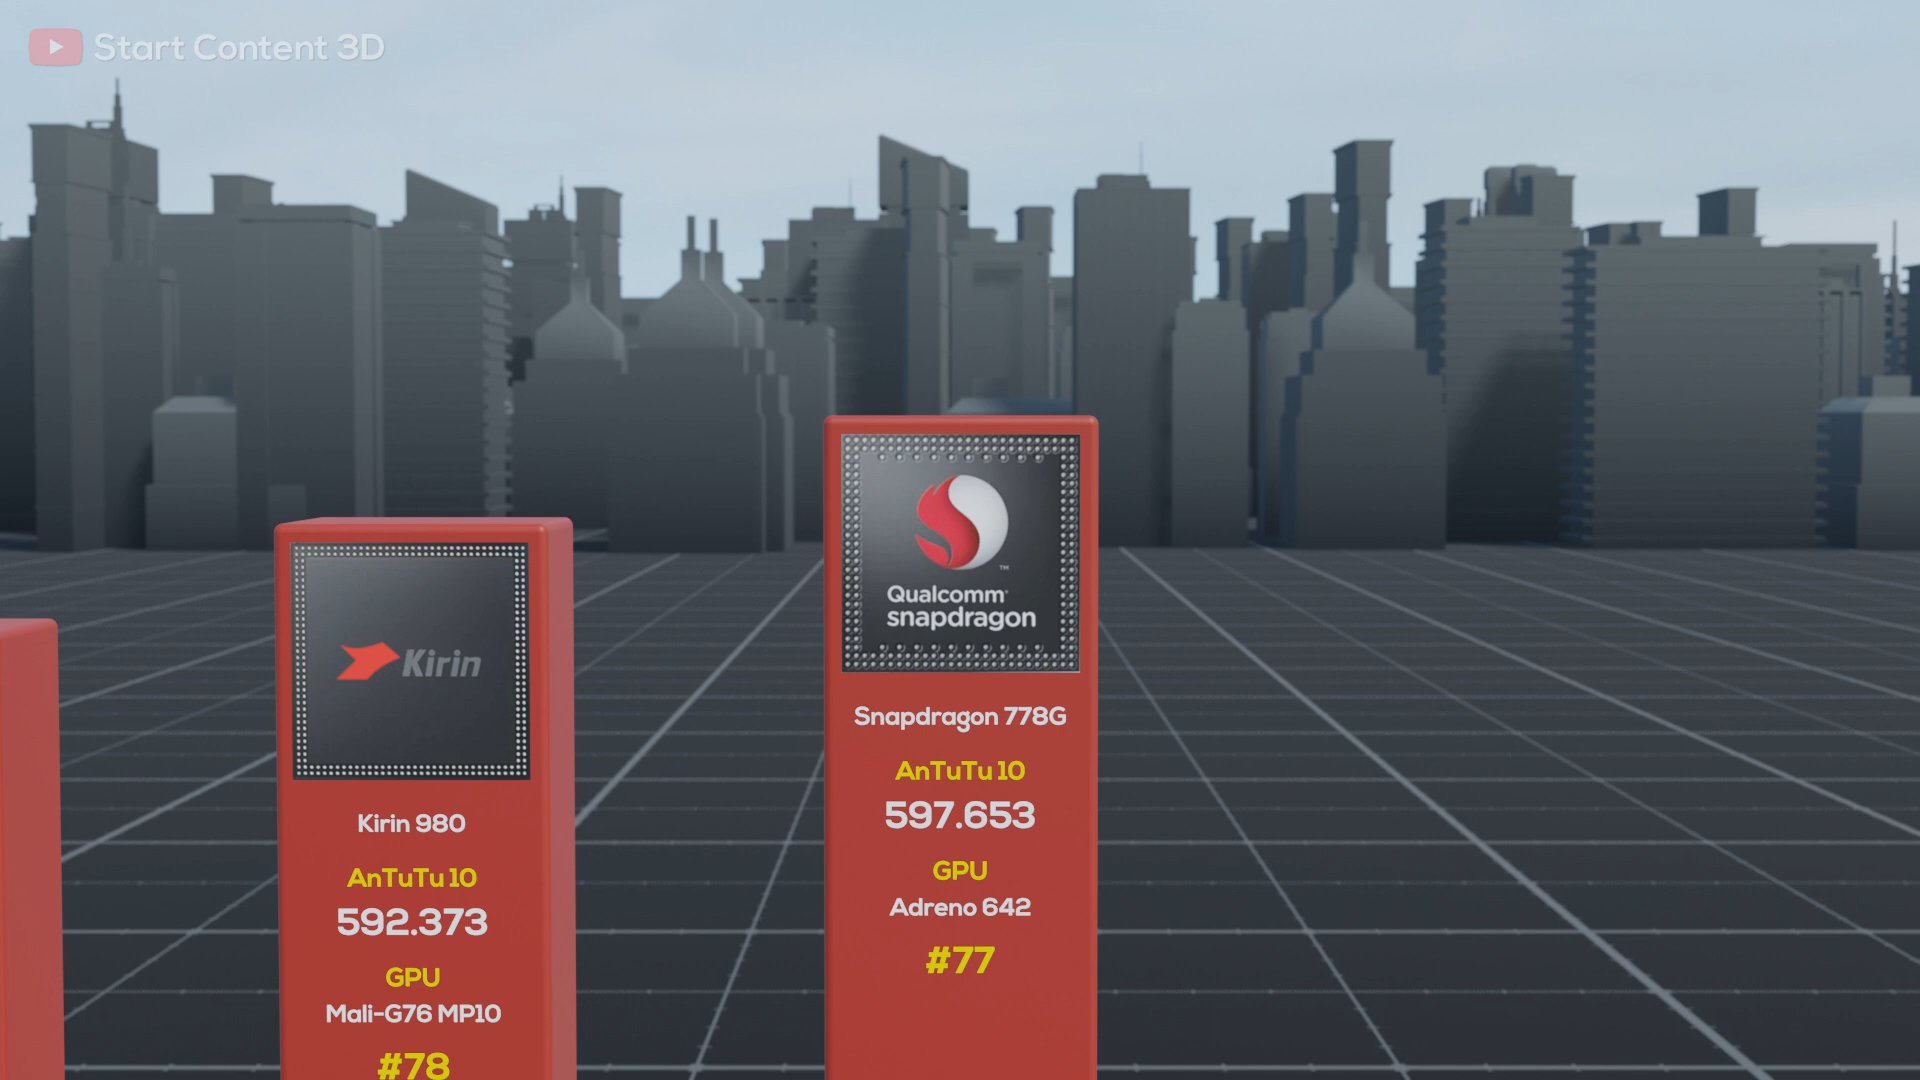 Start Content 3D
Kirin
Kirin 980
AnTuTu 10
592.373
GPU
Mali-G76 MP10
#78
Qualcomm
snapdragon
TM
Snapdragon 778G
AnTuTu 10
597.653
GPU
Adreno 642
#77